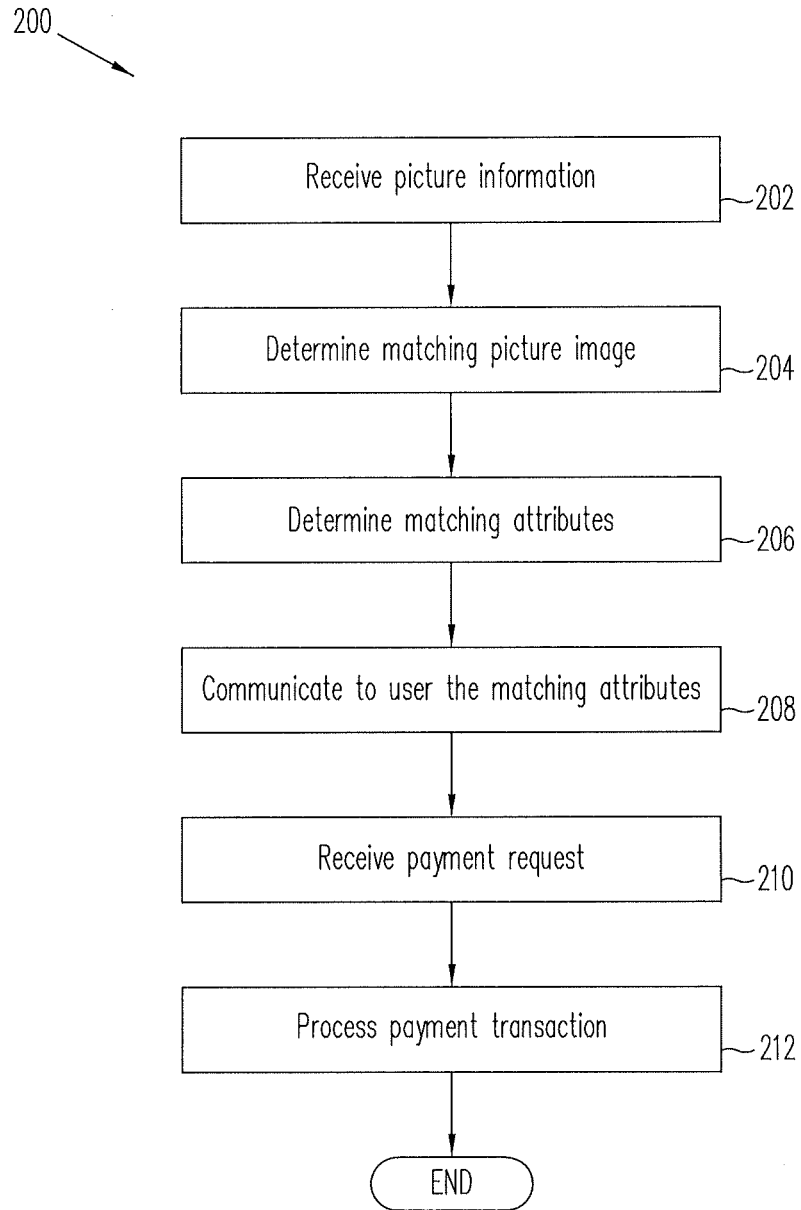 200
Receive picture information
202
Determine matching picture image
204
Determine matching attributes
206
Communicate to user the matching attributes
208
Receive payment request
210
Process payment transaction
212
END